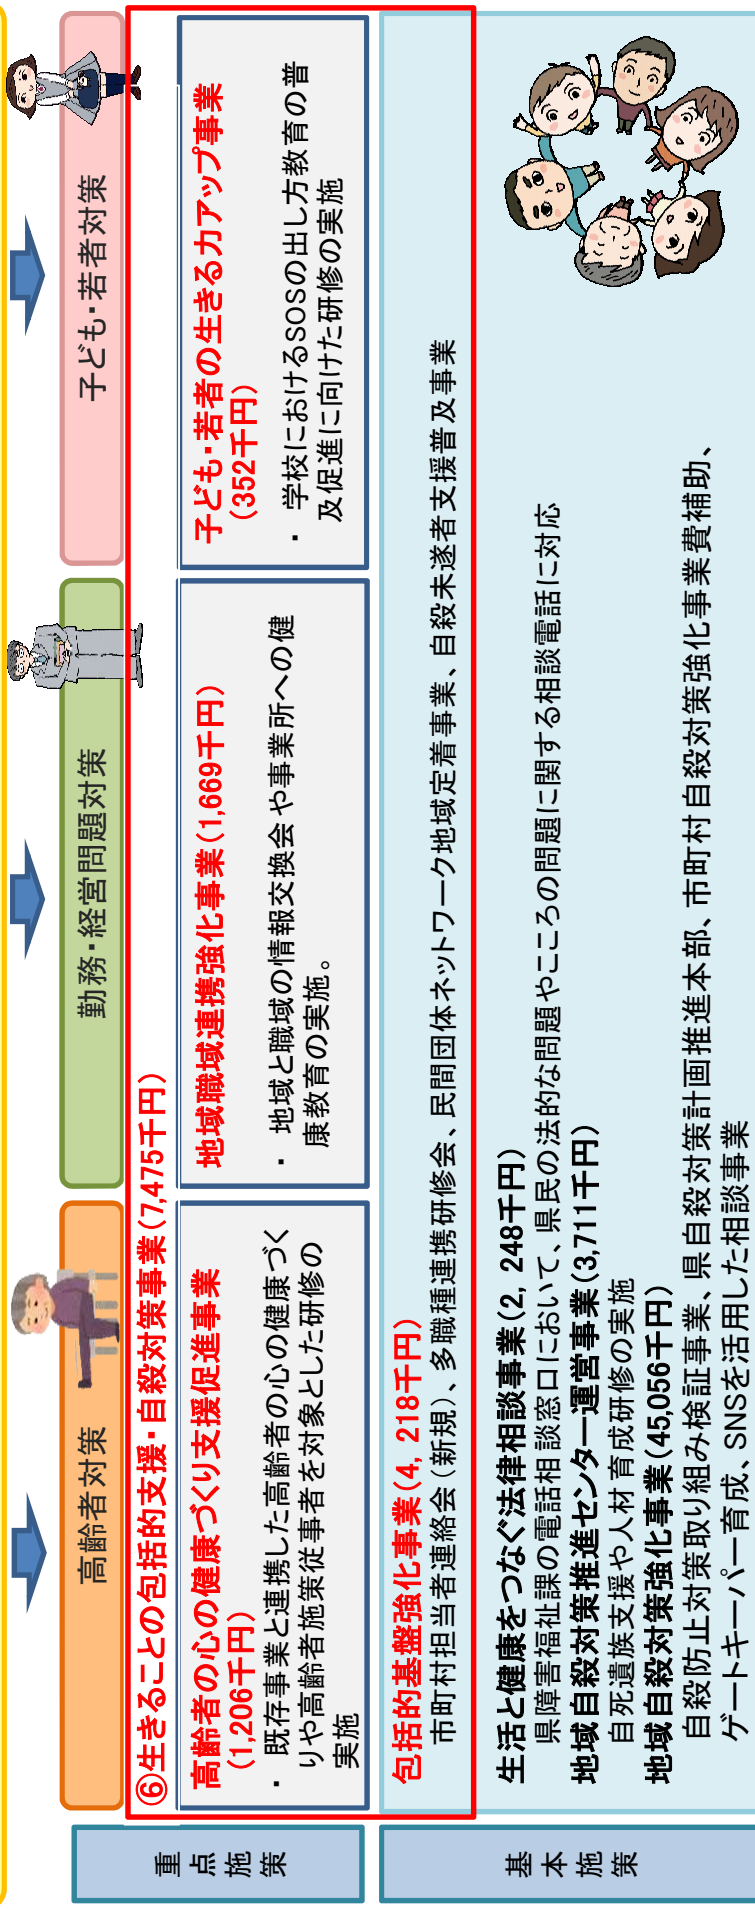 高齢者対策
勤務・経営問題対策
子ども・若者対策
⑥生きることの包括的支援・自殺対策事業(7,475千円)
重点施策
高齢者の心の健康づくり支援促進事業
(1,206千円)
・ 既存事業と連携した高齢者の心の健康づく
りや高齢者施策従事者を対象とした研修の
実施
地域職域連携強化事業(1,669千円)
・ 地域と職域の情報交換会や事業所への健
康教育の実施。
子ども・若者の生きる力アップ事業
(352千円)
・ 学校におけるSOSの出し方教育の普
及促進に向けた研修の実施
基本施策
包括的基盤強化事業(4, 218千円)
市町村担当者連絡会(新規)、多職種連携研修会、民間団体ネットワーク地域定着事業、自殺未遂者支援普及事業
生活と健康をつなぐ法律相談事業(2, 248千円)
県障害福祉課の電話相談窓口において、県民の法的な問題やこころの問題に関する相談電話に対応
地域自殺対策推進センター運営事業(3,711千円)
自死遺族支援や人材育成研修の実施
地域自殺対策強化事業(45,056千円)
自殺防止対策取り組み検証事業、県自殺対策計画推進本部、市町村自殺対策強化事業費補助、
ゲートキーパー育成、SNSを活用した相談事業